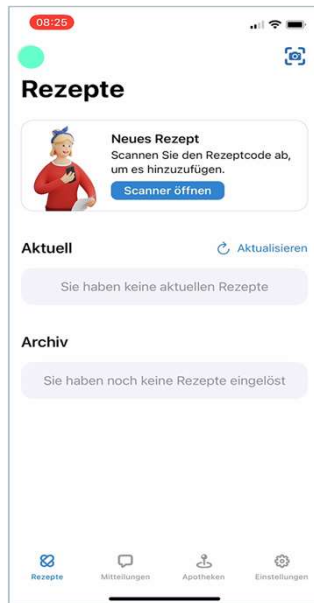 08:25
Rezepte
Neues Rezept
Scannen Sie den Rezeptcode ab,
um es hinzuzufügen.
Scanner öffnen
Aktuell
Aktualisieren
Sie haben keine aktuellen Rezepte
Archiv
Sie haben noch keine Rezepte eingelöst
Rezepte
Mitteilungen
Apotheken
Einstellungen